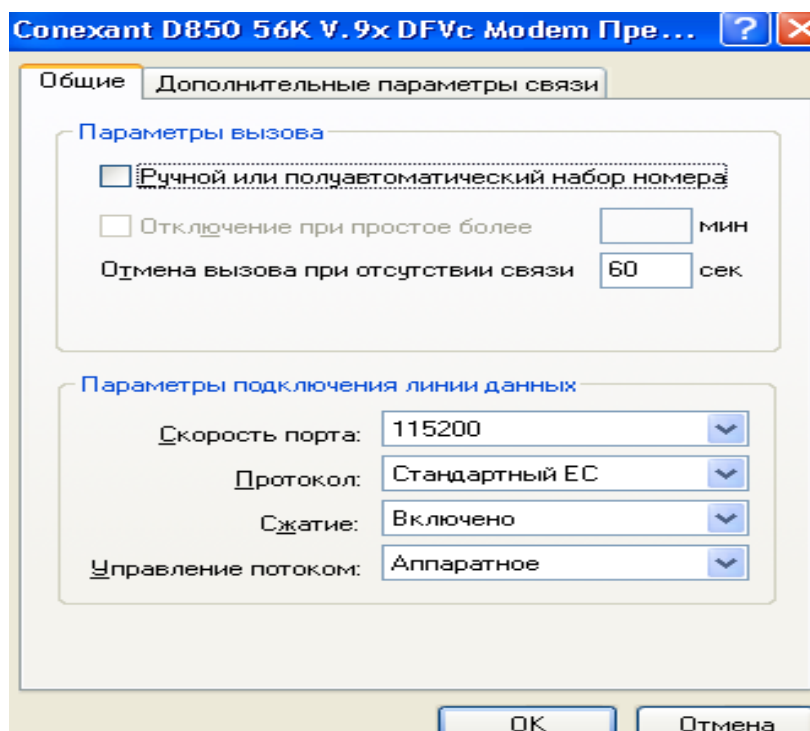 Conexant D850 56K V.9x DFVc Modem Пре...
Общие
Дополнительные параметры связи
Параметры вызова
Ручной или полуавтоматический набор номера
Отключение при простое более мин
Отмена вызова при отсутствии связи 60 сек
Параметры подключения линии данных
Скорость порта: 115200
Протокол: Стандартный EC
Сжатие: Включено
Управление потоком: Аппаратное
OK Отмена